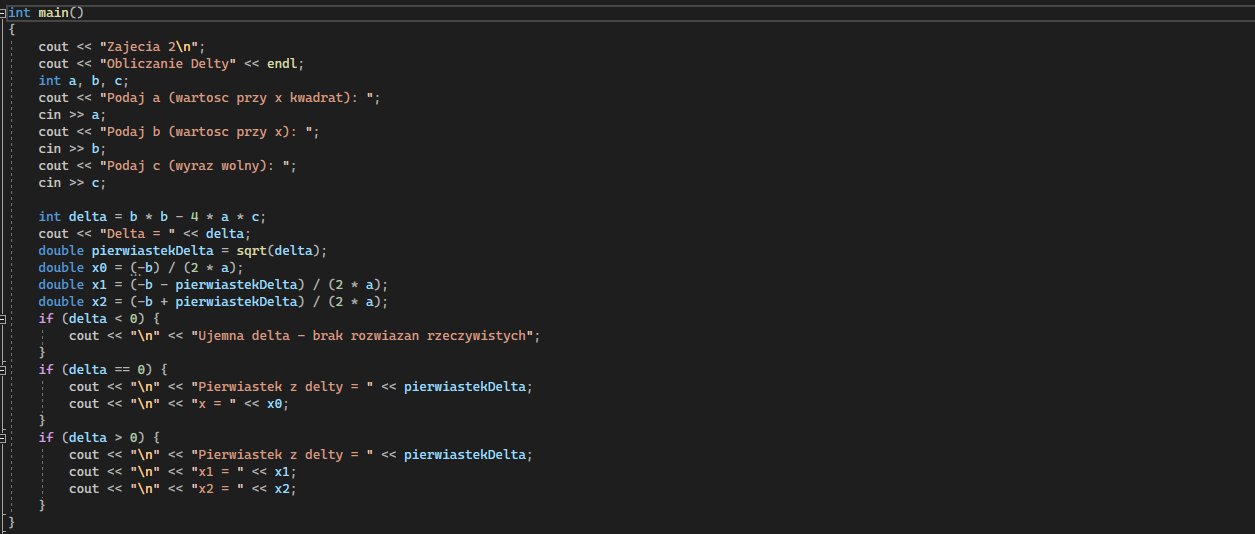 int main()
{
    cout << "Zajecia 2\n";
    cout << "Obliczanie Delty" << endl;
    int a, b, c;
    cout << "Podaj a (wartosc przy x kwadrat): ";
    cin >> a;
    cout << "Podaj b (wartosc przy x): ";
    cin >> b;
    cout << "Podaj c (wyraz wolny): ";
    cin >> c;

    int delta = b * b - 4 * a * c;
    cout << "Delta = " << delta;
    double pierwiastekDelta = sqrt(delta);
    double x0 = (-b) / (2 * a);
    double x1 = (-b - pierwiastekDelta) / (2 * a);
    double x2 = (-b + pierwiastekDelta) / (2 * a);
    if (delta < 0) {
        cout << "\n" << "Ujemna delta - brak rozwiazan rzeczywistych";
    }
    if (delta == 0) {
        cout << "\n" << "Pierwiastek z delty = " << pierwiastekDelta;
        cout << "\n" << "x = " << x0;
    }
    if (delta > 0) {
        cout << "\n" << "Pierwiastek z delty = " << pierwiastekDelta;
        cout << "\n" << "x1 = " << x1;
        cout << "\n" << "x2 = " << x2;
    }
}